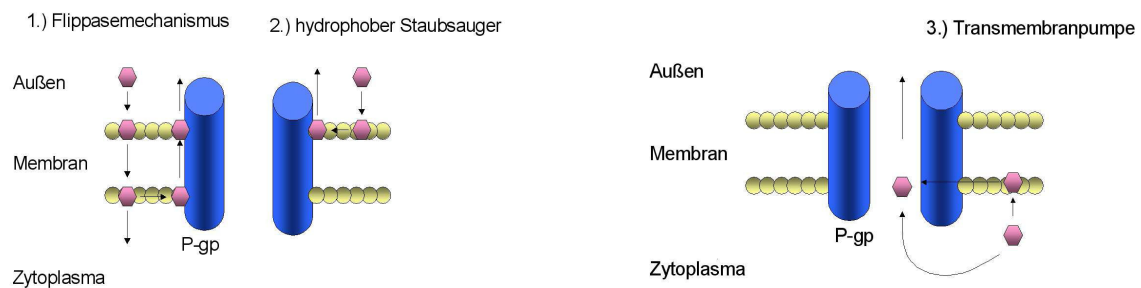 1.) Flippasemechanismus
2.) hydrophober Staubsauger
Außen
Membran
P-gp
Zytoplasma
3.) Transmembranpumpe
Außen
Membran
P-gp
Zytoplasma